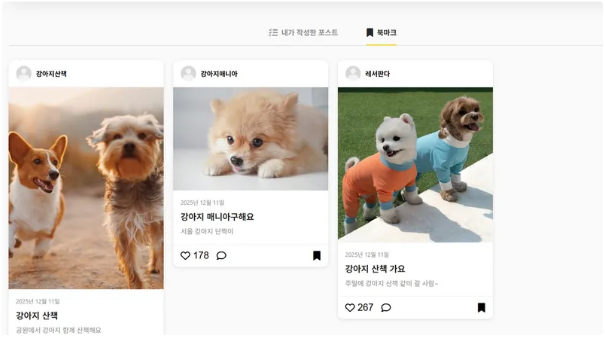 내가 작성한 포스트
북마크
강아지산책
2025년 12월 11일
강아지 산책
공원에서 강아지 함께 산책해요
강아지매니아
2025년 12월 11일
강아지 매니아구해요
서울 강아지 단짝이
178
레서판다
2025년 12월 11일
강아지 산책 가요
주말에 강아지 산책 같이 갈 사람~
267